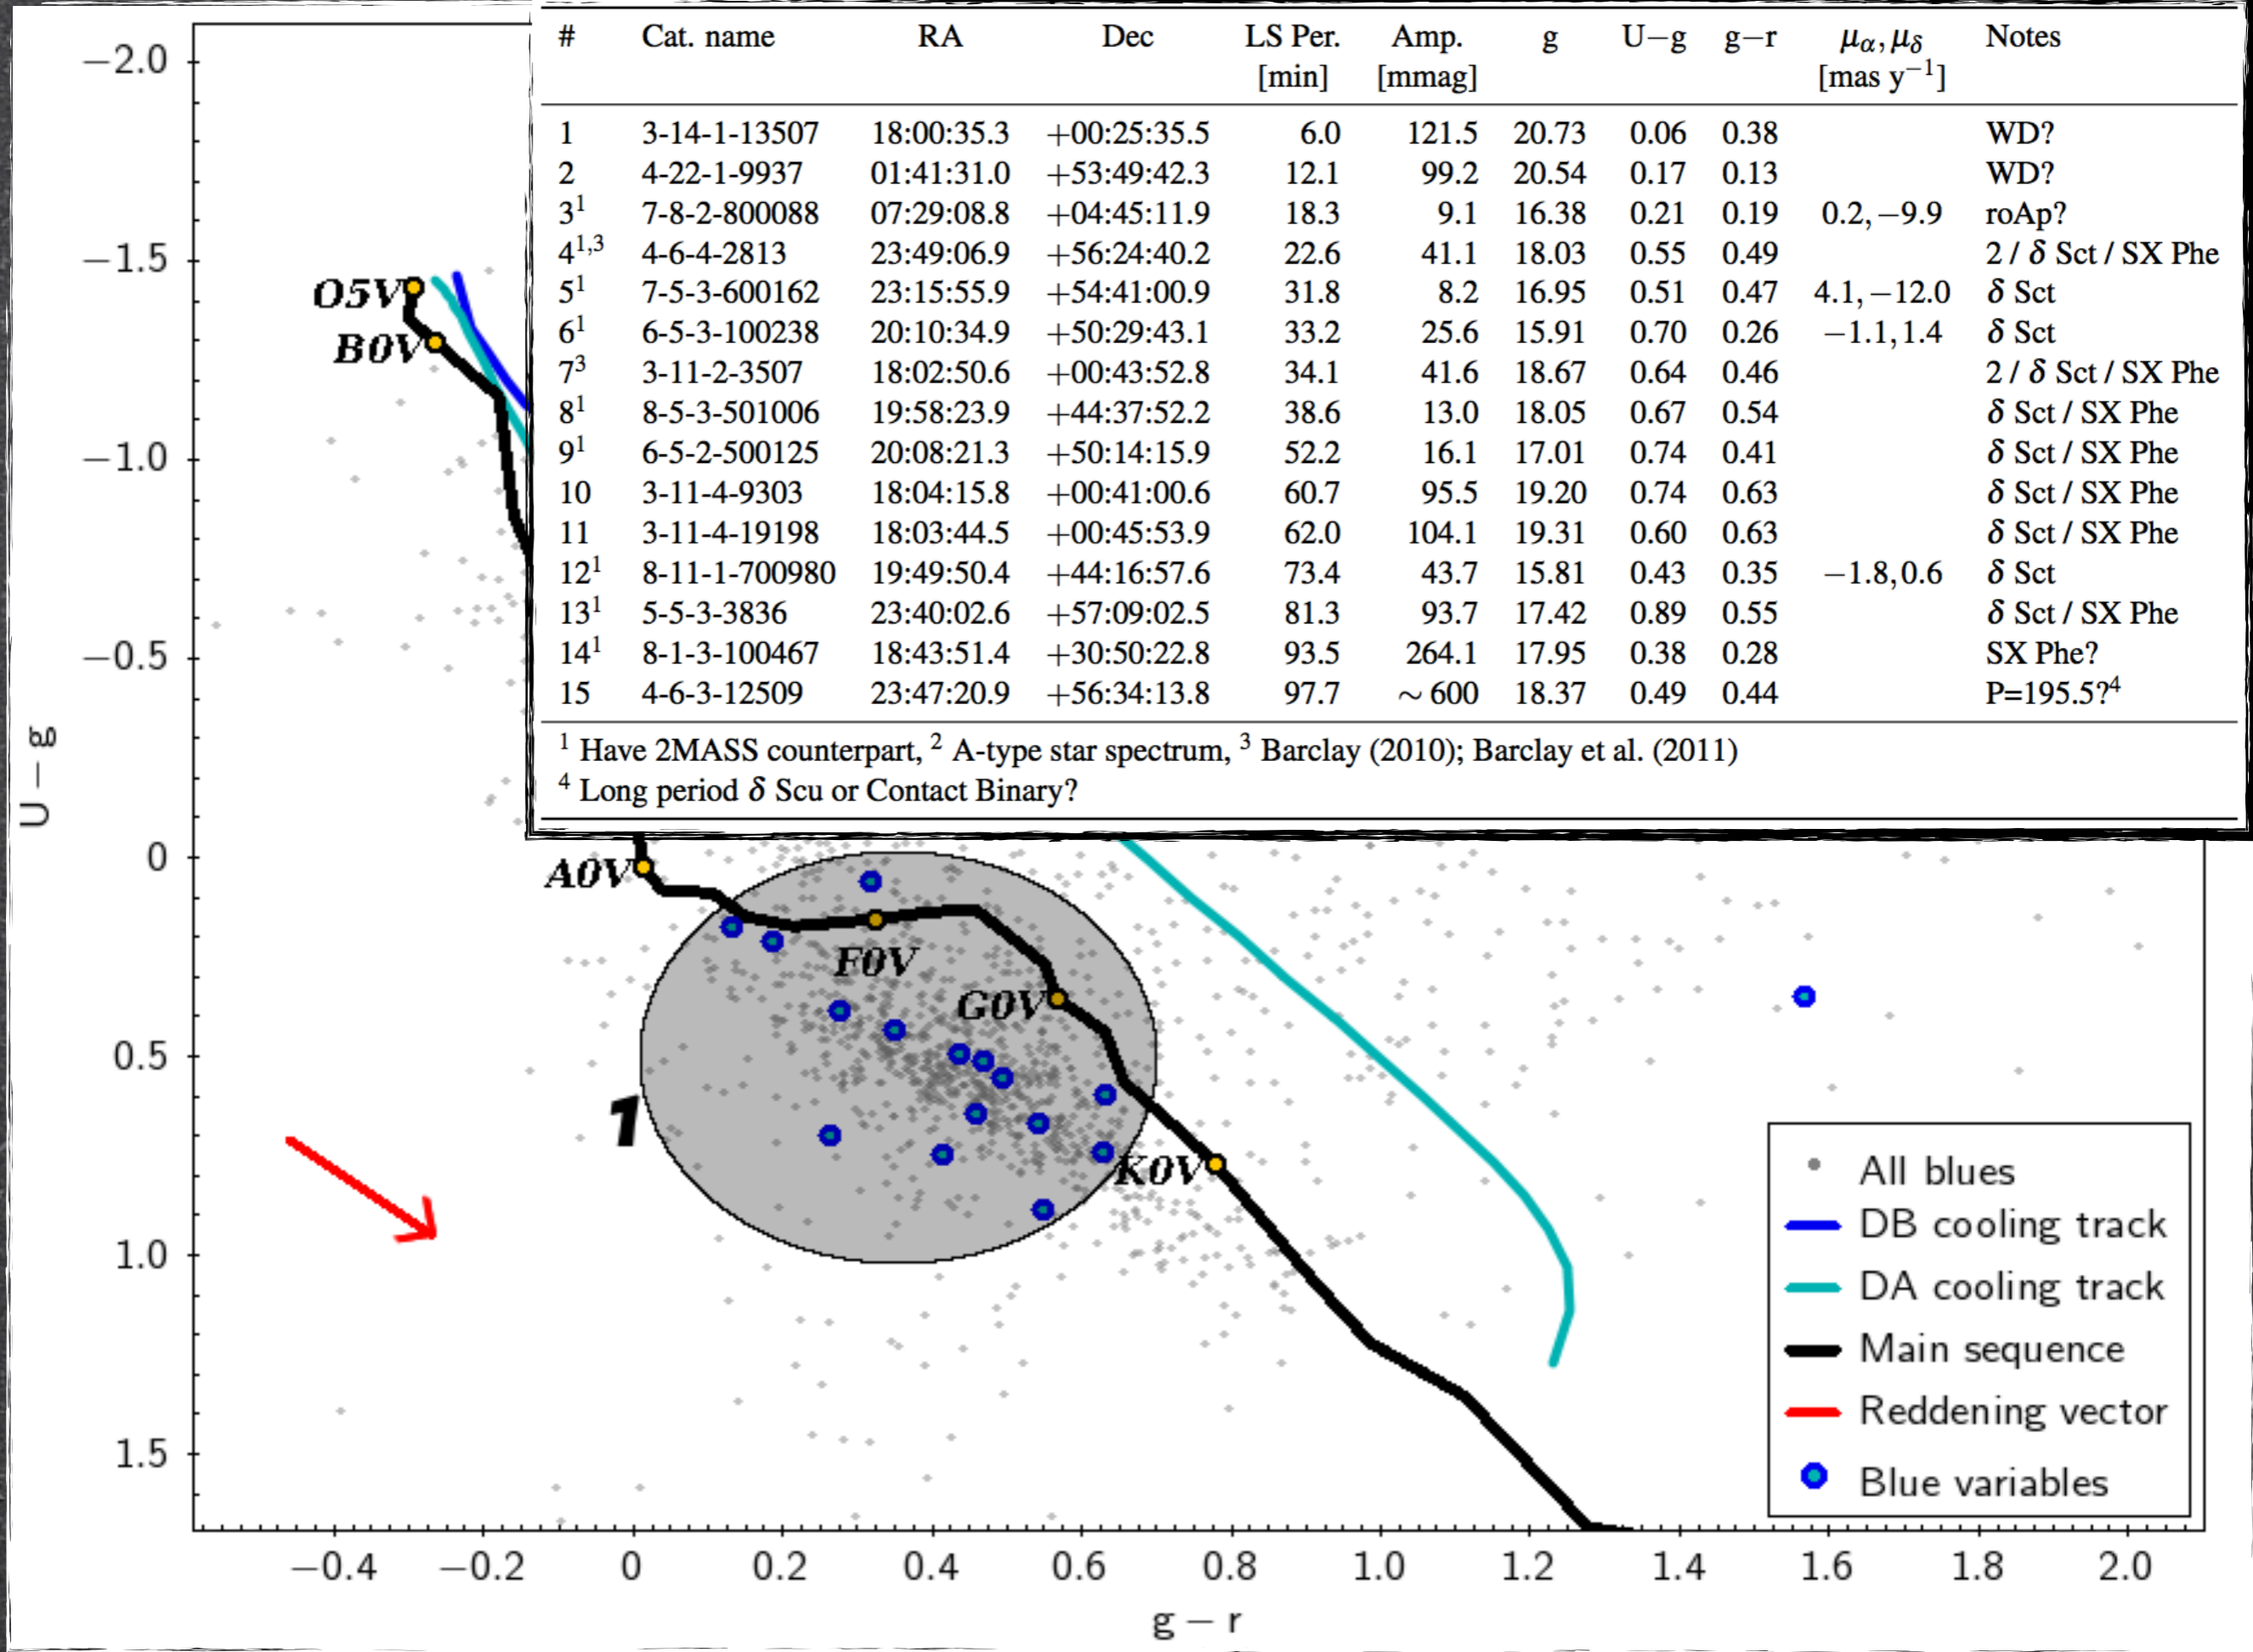 # Cat. name RA Dec LS Per. Amp. g U−g g−r μα, μδ Notes
[min] [mmag] [mas y−1]
1 3-14-1-13507 18:00:35.3 +00:25:35.5 6.0 121.5 20.73 0.06 0.38 WD?
2 4-22-1-9937 01:41:31.0 +53:49:42.3 12.1 99.2 20.54 0.17 0.13 WD?
3¹ 7-8-2-800088 07:29:08.8 +04:45:11.9 18.3 9.1 16.38 0.21 0.19 0.2, −9.9 roAp?
4¹,³ 4-6-4-2813 23:49:06.9 +56:24:40.2 22.6 41.1 18.03 0.55 0.49 2 / δ Sct / SX Phe
5¹ 7-5-3-600162 23:15:55.9 +54:41:00.9 31.8 8.2 16.95 0.51 0.47 4.1, −12.0 δ Sct
6¹ 6-5-3-100238 20:10:34.9 +50:29:43.1 33.2 25.6 15.91 0.70 0.26 −1.1, 1.4 δ Sct
7³ 3-11-2-3507 18:02:50.6 +00:43:52.8 34.1 41.6 18.67 0.64 0.46 2 / δ Sct / SX Phe
8¹ 8-5-3-501006 19:58:23.9 +44:37:52.2 38.6 13.0 18.05 0.67 0.54 δ Sct / SX Phe
9¹ 6-5-2-500125 20:08:21.3 +50:14:15.9 52.2 16.1 17.01 0.74 0.41 δ Sct / SX Phe
10 3-11-4-9303 18:04:15.8 +00:41:00.6 60.7 95.5 19.20 0.74 0.63 δ Sct / SX Phe
11 3-11-4-19198 18:03:44.5 +00:45:53.9 62.0 104.1 19.31 0.60 0.63 δ Sct / SX Phe
12¹ 8-11-1-700980 19:49:50.4 +44:16:57.6 73.4 43.7 15.81 0.43 0.35 −1.8, 0.6 δ Sct
13¹ 5-5-3-3836 23:40:02.6 +57:09:02.5 81.3 93.7 17.42 0.89 0.55 δ Sct / SX Phe
14¹ 8-1-3-100467 18:43:51.4 +30:50:22.8 93.5 264.1 17.95 0.38 0.28 SX Phe?
15 4-6-3-12509 23:47:20.9 +56:34:13.8 97.7 ~ 600 18.37 0.49 0.44 P=195.5?⁴
¹ Have 2MASS counterpart, ² A-type star spectrum, ³ Barclay (2010); Barclay et al. (2011)
⁴ Long period δ Scu or Contact Binary?
−2.0
−1.5
−1.0
−0.5
0
0.5
1.0
1.5
U − g
O5V
B0V
A0V
F0V
G0V
K0V
1
All blues
DB cooling track
DA cooling track
Main sequence
Reddening vector
Blue variables
−0.4 −0.2 0 0.2 0.4 0.6 0.8 1.0 1.2 1.4 1.6 1.8 2.0
g − r